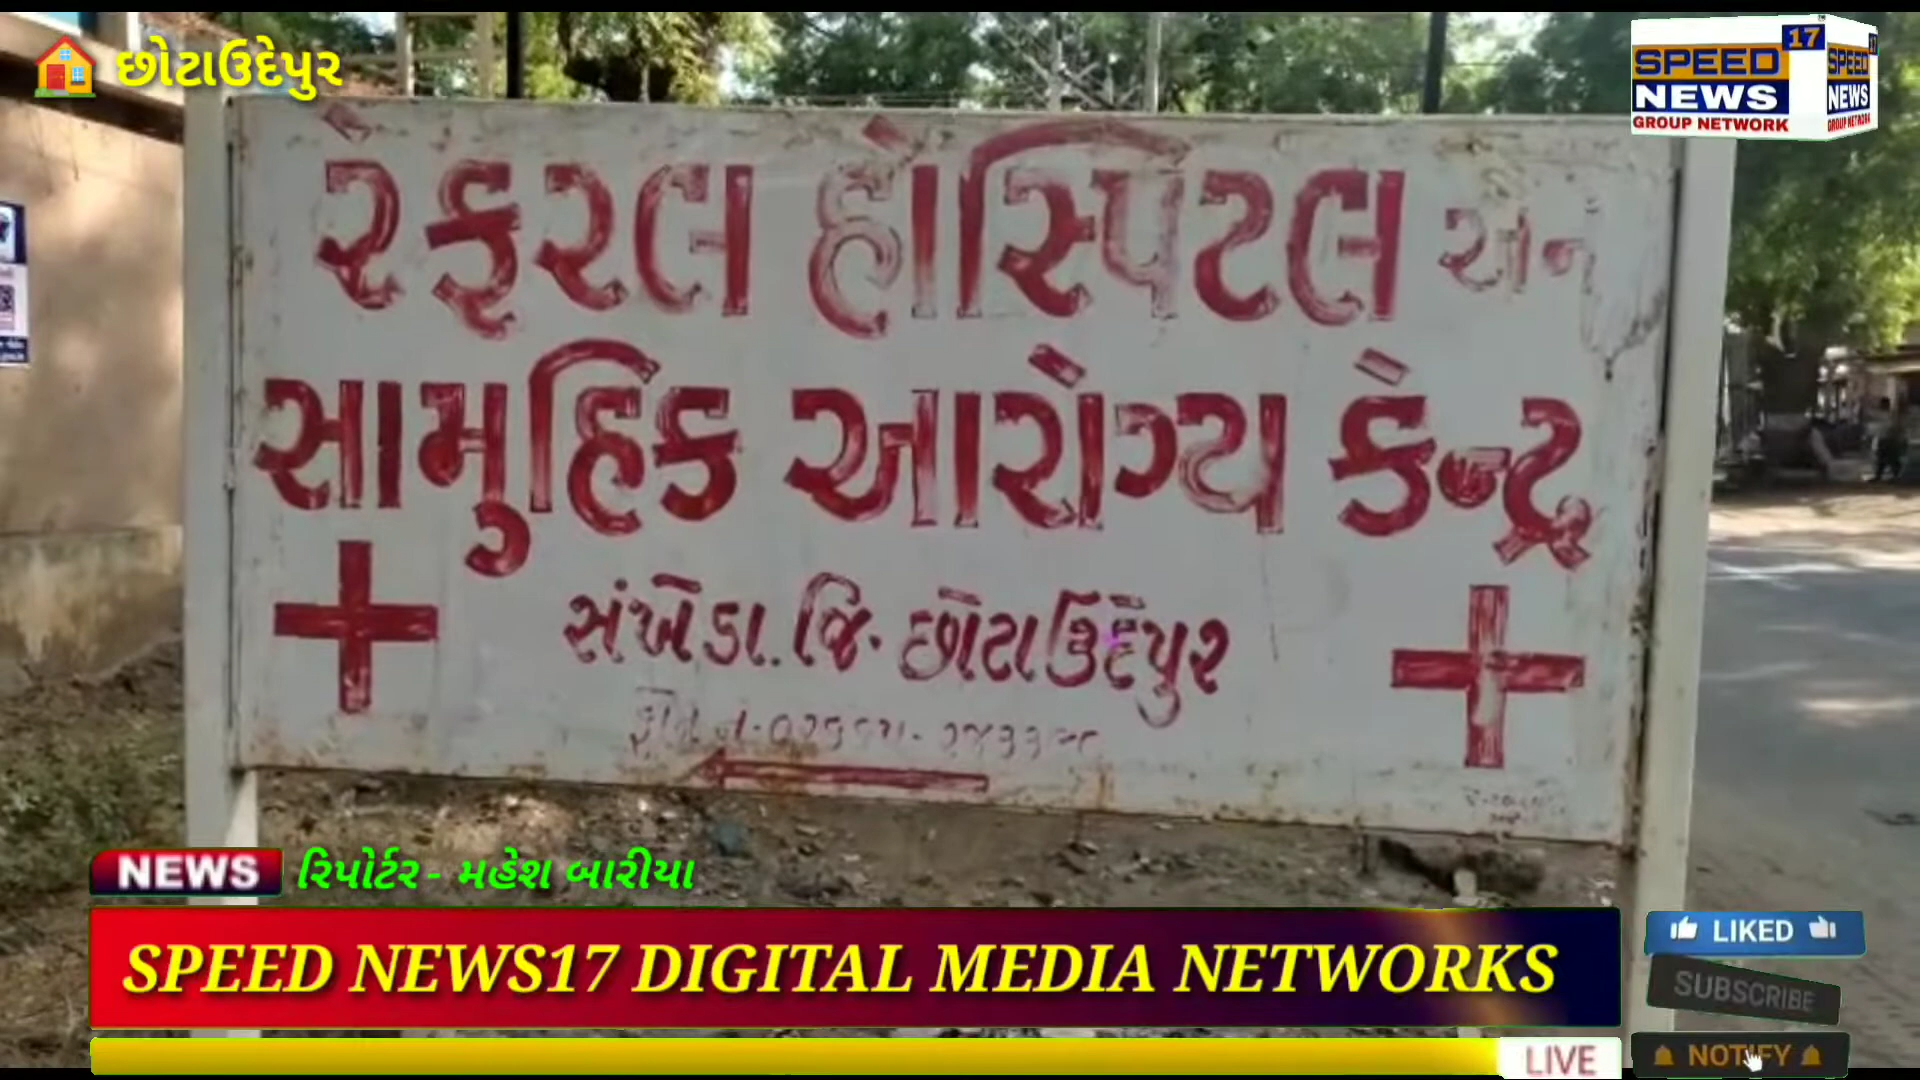 છોટાઉદેપુર
SPEED 17
NEWS
GROUP NETWORK
રેફરલ હોસ્પિટલ અને
સામુહિક આરોગ્ય કેન્દ્ર
સંખેડા. જિ. છોટાઉદેપુર
NEWS રિપોર્ટર - મહેશ બારીયા
SPEED NEWS17 DIGITAL MEDIA NETWORKS
LIVE
LIKED
SUBSCRIBE
NOTIFY